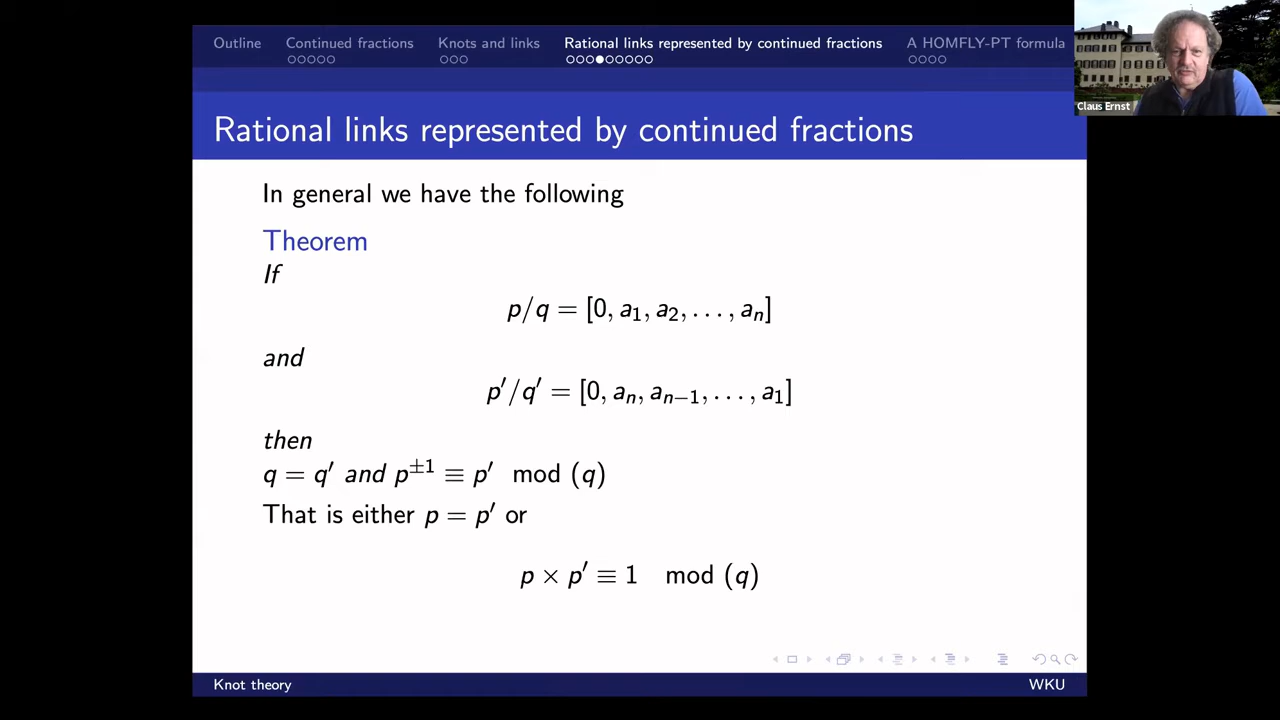 Outline Continued fractions Knots and links Rational links represented by continued fractions A HOMFLY-PT formula
Claus Ernst
Rational links represented by continued fractions
In general we have the following
Theorem
If
p/q = [0, a₁, a₂, . . . , aₙ]
and
p′/q′ = [0, aₙ, aₙ₋₁, . . . , a₁]
then
q = q′ and p^{±1} ≡ p′ mod (q)
That is either p = p′ or
p × p′ ≡ 1 mod (q)
Knot theory WKU